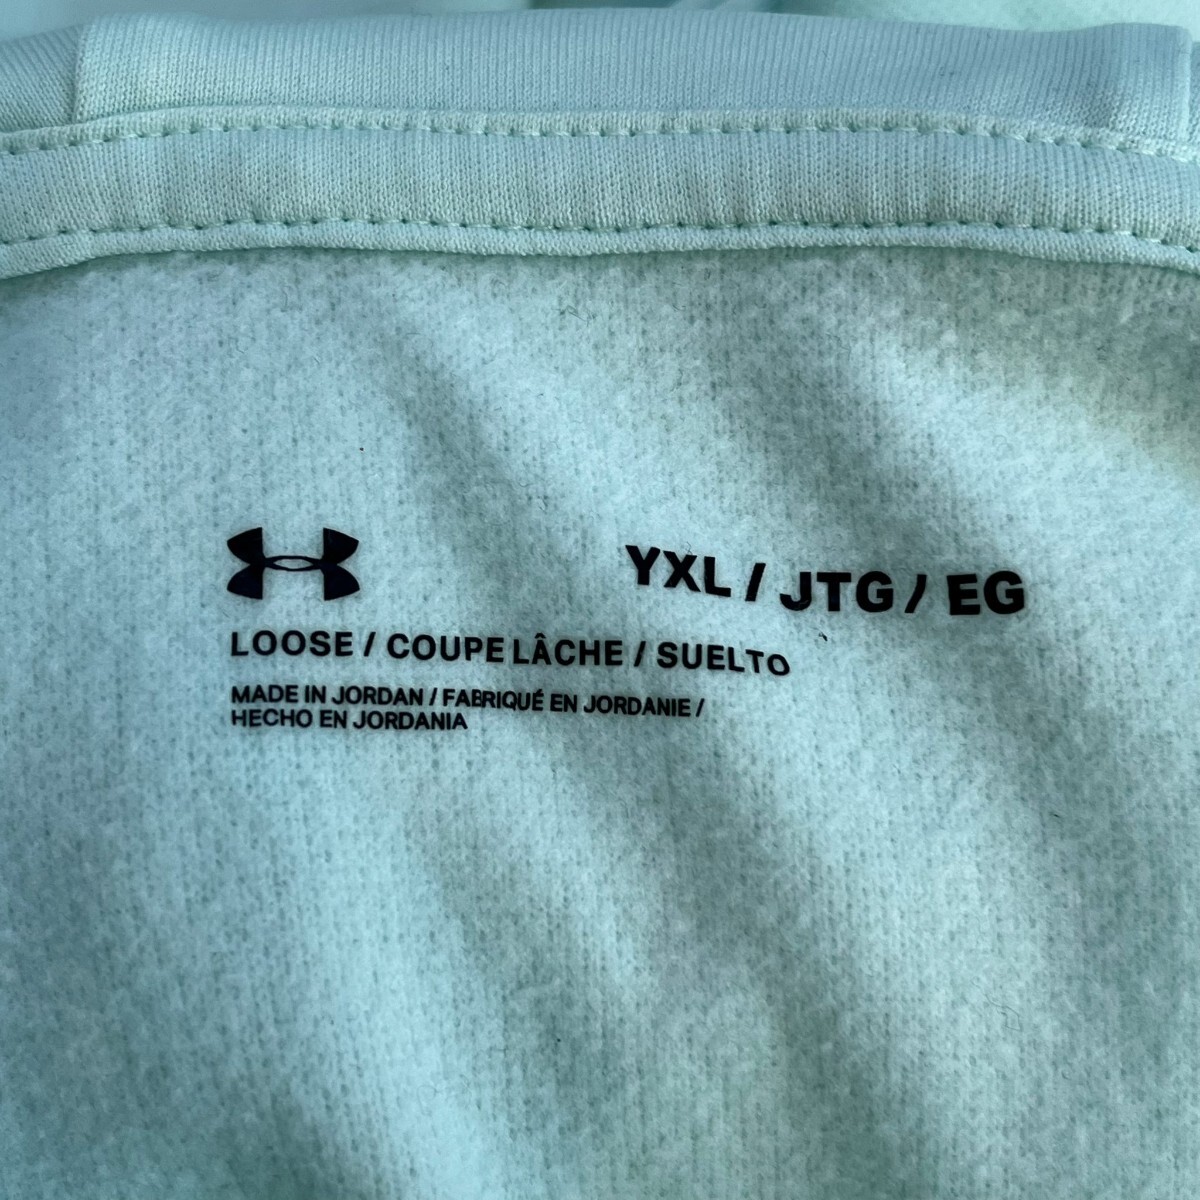 YXL / JTG / EG
LOOSE / COUPE LÂCHE / SUELTO
MADE IN JORDAN / FABRIQUÉ EN JORDANIE /
HECHO EN JORDANIA